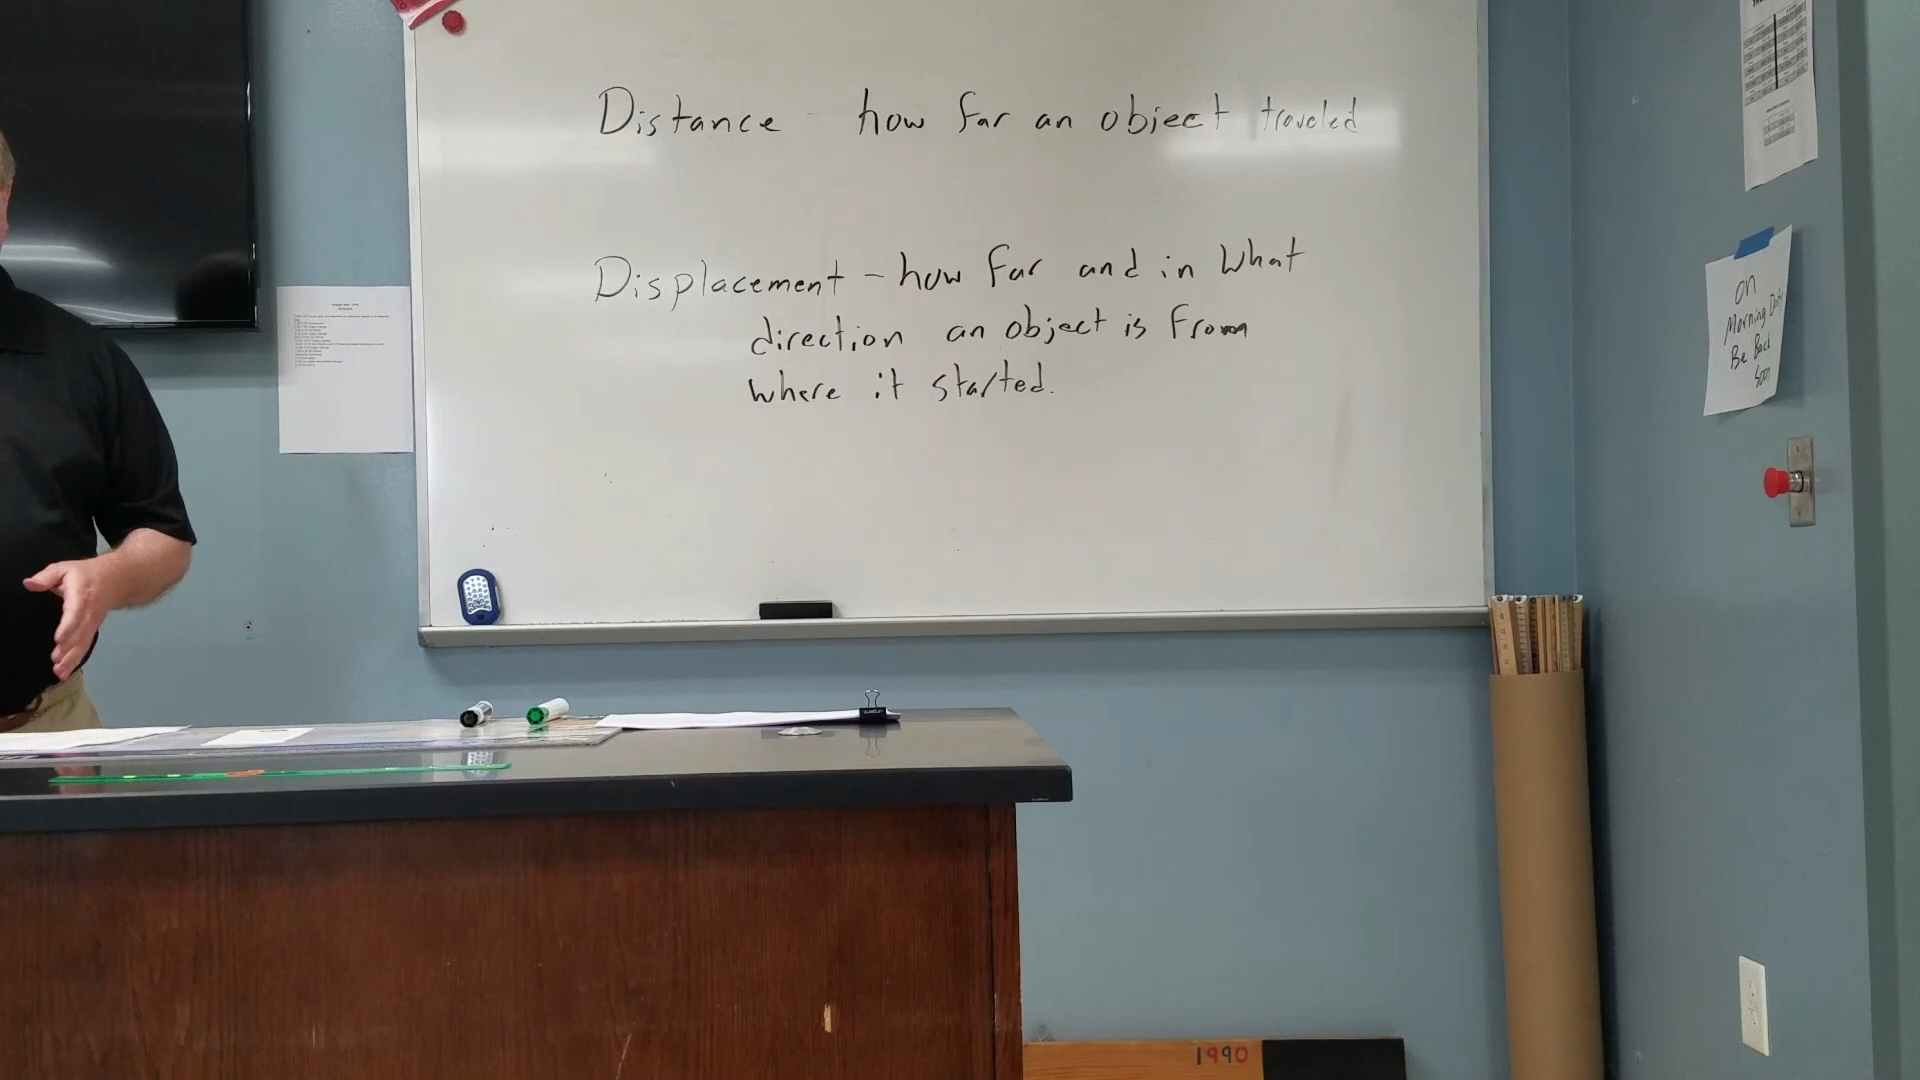 Distance - how far an object traveled
Displacement - how far and in what
direction an object is from
where it started.
on
Morning Duty
Be Back
Soon
1990